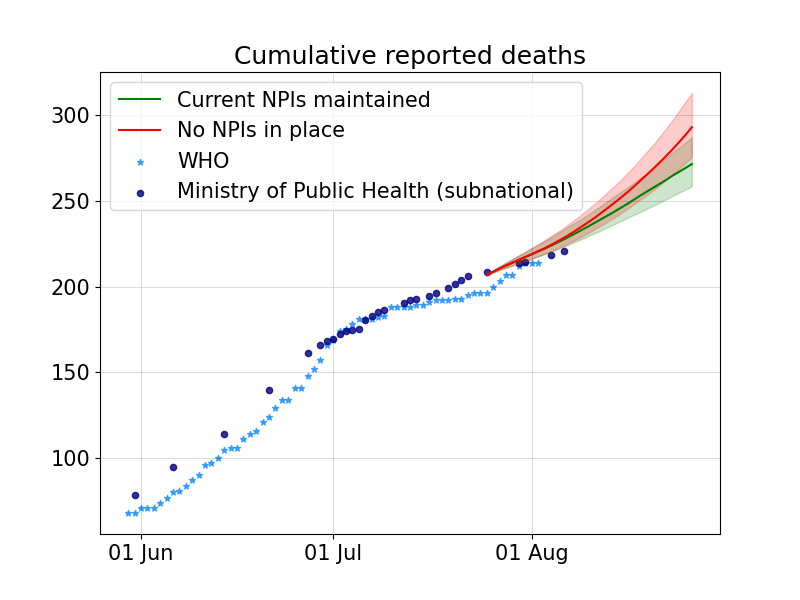 Cumulative reported deaths
Current NPIs maintained
No NPIs in place
WHO
Ministry of Public Health (subnational)
300
250
200
150
100
01 Jun
01 Jul
01 Aug